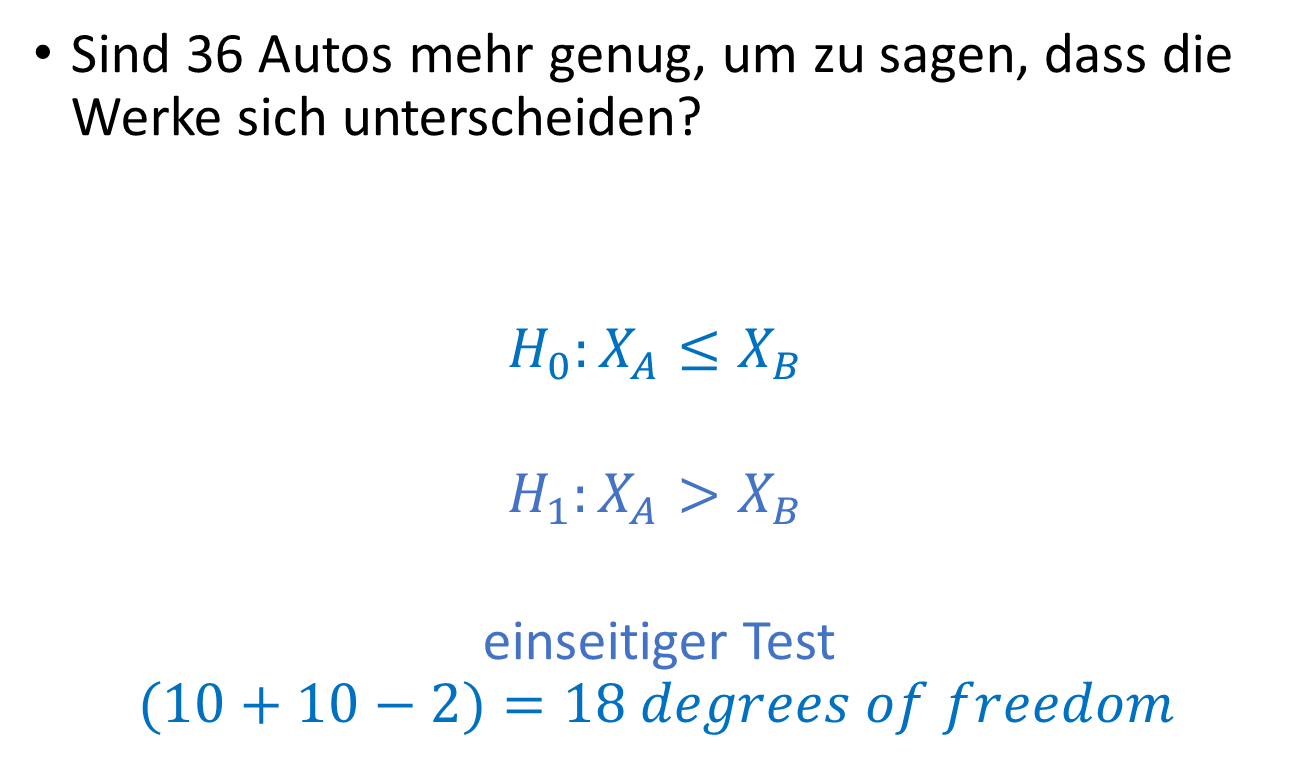 • Sind 36 Autos mehr genug, um zu sagen, dass die
Werke sich unterscheiden?
H₀: X_A ≤ X_B
H₁: X_A > X_B
einseitiger Test
(10 + 10 − 2) = 18 degrees of freedom